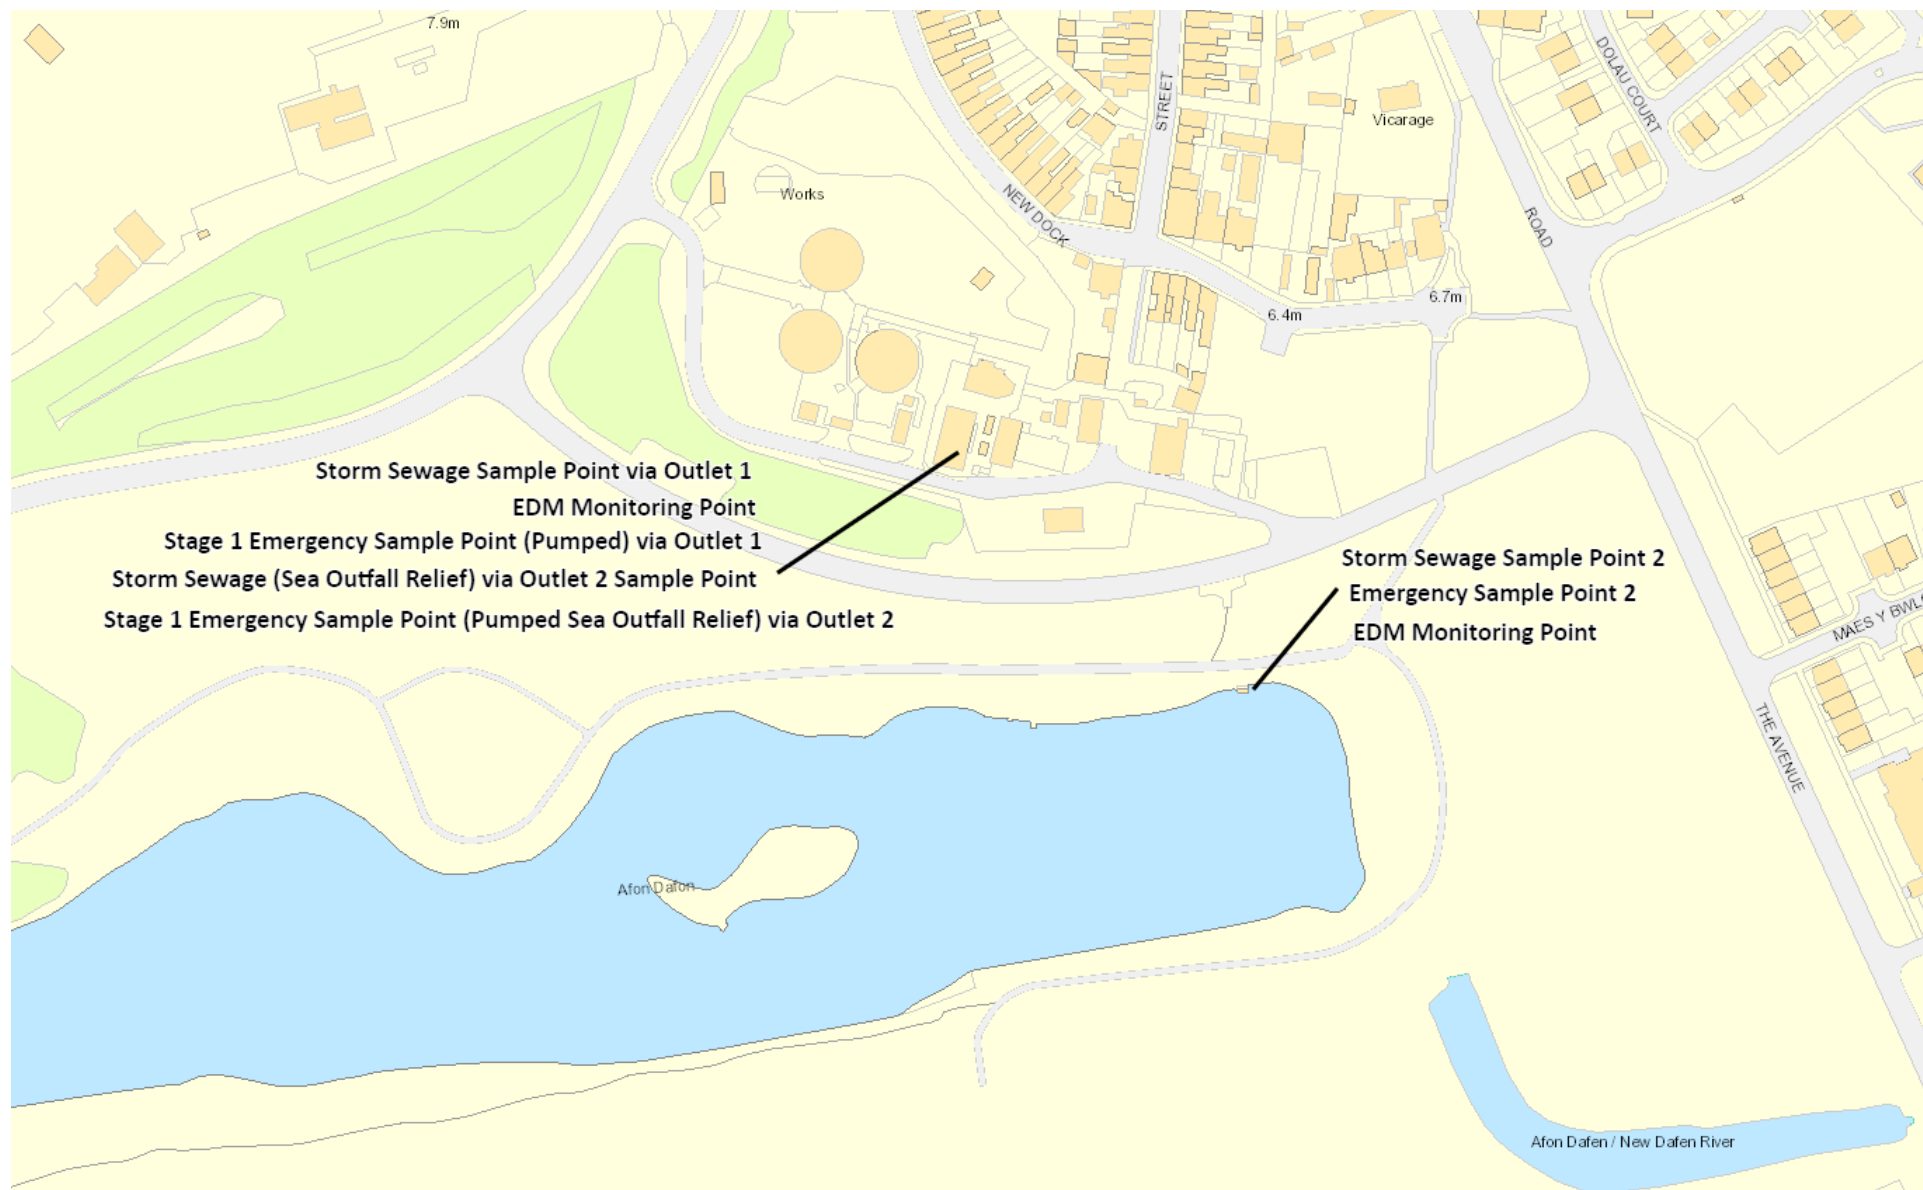 7.9m
DOLAU COURT
STREET
Vicarage
Works
NEW DOCK
ROAD
6.7m
6.4m
Storm Sewage Sample Point via Outlet 1
EDM Monitoring Point
Stage 1 Emergency Sample Point (Pumped) via Outlet 1
Storm Sewage (Sea Outfall Relief) via Outlet 2 Sample Point
Stage 1 Emergency Sample Point (Pumped Sea Outfall Relief) via Outlet 2
Storm Sewage Sample Point 2
Emergency Sample Point 2
EDM Monitoring Point
MAES Y
THE AVENUE
Afon Dafon
Afon Dafen / New Dafen River